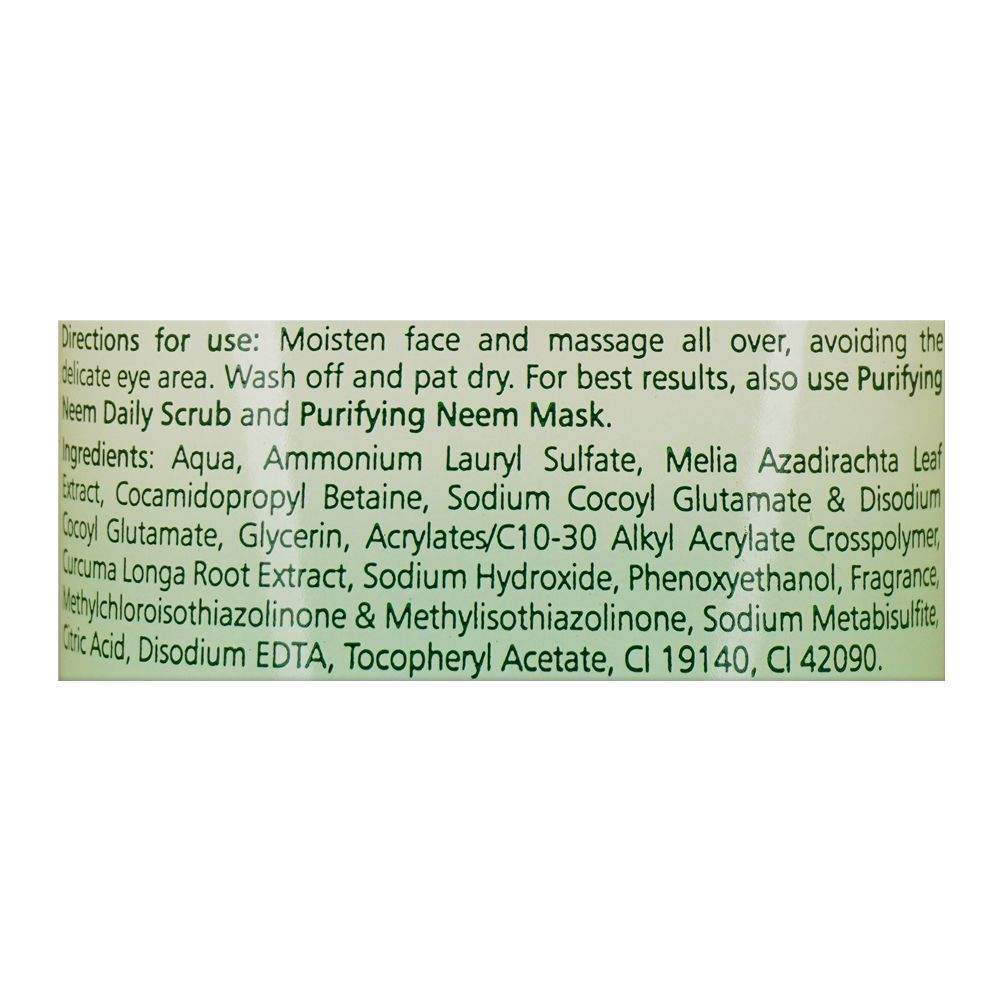 Directions for use: Moisten face and massage all over, avoiding the
delicate eye area. Wash off and pat dry. For best results, also use Purifying
Neem Daily Scrub and Purifying Neem Mask.
Ingredients: Aqua, Ammonium Lauryl Sulfate, Melia Azadirachta Leaf
Extract, Cocamidopropyl Betaine, Sodium Cocoyl Glutamate & Disodium
Cocoyl Glutamate, Glycerin, Acrylates/C10-30 Alkyl Acrylate Crosspolymer,
Curcuma Longa Root Extract, Sodium Hydroxide, Phenoxyethanol, Fragrance,
Methylchloroisothiazolinone & Methylisothiazolinone, Sodium Metabisulfite,
Citric Acid, Disodium EDTA, Tocopheryl Acetate, CI 19140, CI 42090.